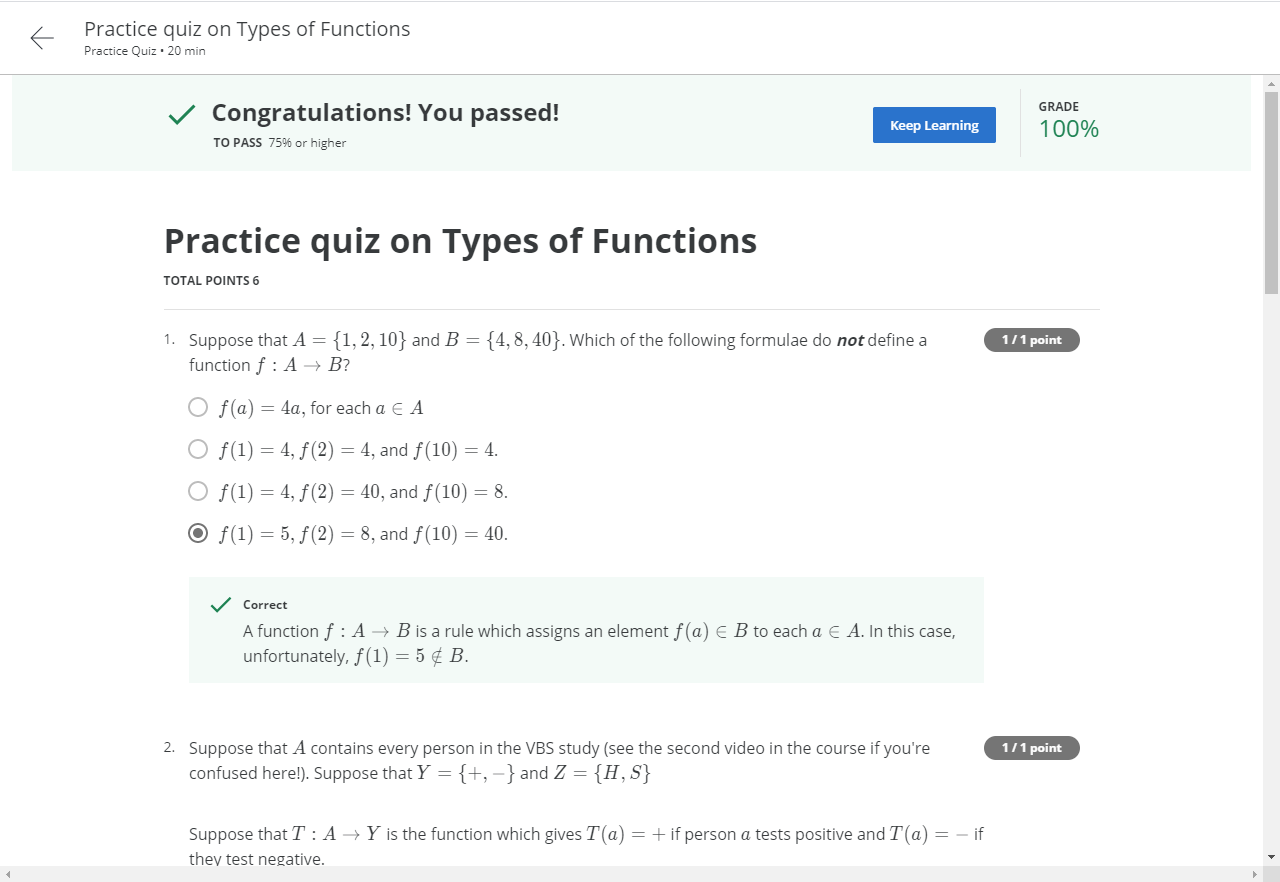 Practice quiz on Types of Functions
Practice Quiz • 20 min
Congratulations! You passed!
TO PASS 75% or higher
Keep Learning
GRADE
100%
Practice quiz on Types of Functions
TOTAL POINTS 6
1. Suppose that A = {1, 2, 10} and B = {4, 8, 40}. Which of the following formulae do not define a
function f : A → B?
1 / 1 point
f(a) = 4a, for each a ∈ A
f(1) = 4, f(2) = 4, and f(10) = 4.
f(1) = 4, f(2) = 40, and f(10) = 8.
f(1) = 5, f(2) = 8, and f(10) = 40.
Correct
A function f : A → B is a rule which assigns an element f(a) ∈ B to each a ∈ A. In this case,
unfortunately, f(1) = 5 ∉ B.
2. Suppose that A contains every person in the VBS study (see the second video in the course if you're
confused here!). Suppose that Y = {+, −} and Z = {H, S}
1 / 1 point
Suppose that T : A → Y is the function which gives T(a) = + if person a tests positive and T(a) = − if
they test negative.